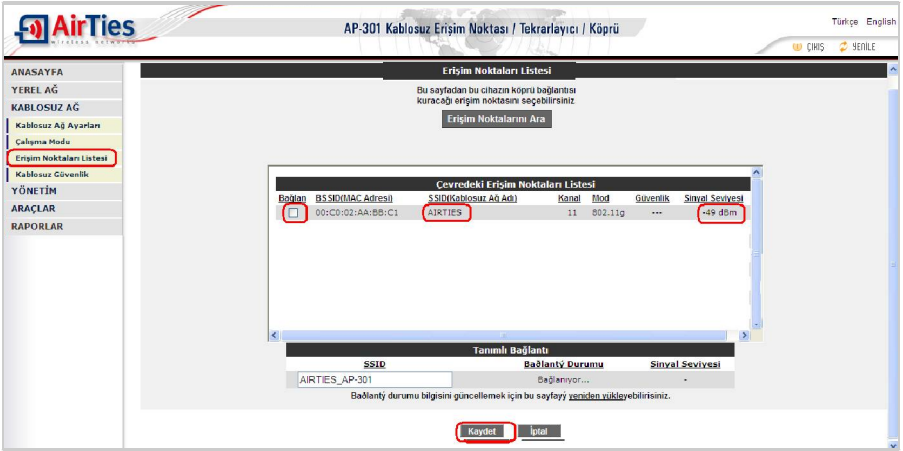 AirTies
wireless networks
AP-301 Kablosuz Erişim Noktası / Tekrarlayıcı / Köprü
Türkçe English
ÇIKIŞ YENİLE
ANASAYFA
YEREL AĞ
KABLOSUZ AĞ
Kablosuz Ağ Ayarları
Çalışma Modu
Erişim Noktaları Listesi
Kablosuz Güvenlik
YÖNETİM
ARAÇLAR
RAPORLAR
Erişim Noktaları Listesi
Bu sayfadan bu cihazın köprü bağlantısı
kuracağı erişim noktasını seçebilirsiniz
Erişim Noktalarını Ara
Çevredeki Erişim Noktaları Listesi
Bağlan BSSID(MAC Adresi) SSID(Kablosuz Ağ Adı) Kanal Mod Güvenlik Sinyal Seviyesi
00:C0:02:AA:BB:C1 AIRTIES 11 802.11g --- -49 dBm
Tanımlı Bağlantı
SSID Baðlantý Durumu Sinyal Seviyesi
AIRTIES_AP-301 Bağlanıyor... -
Baðlantý durumu bilgisini güncellemek için bu sayfayý yeniden yükleyebilirisiniz.
Kaydet İptal